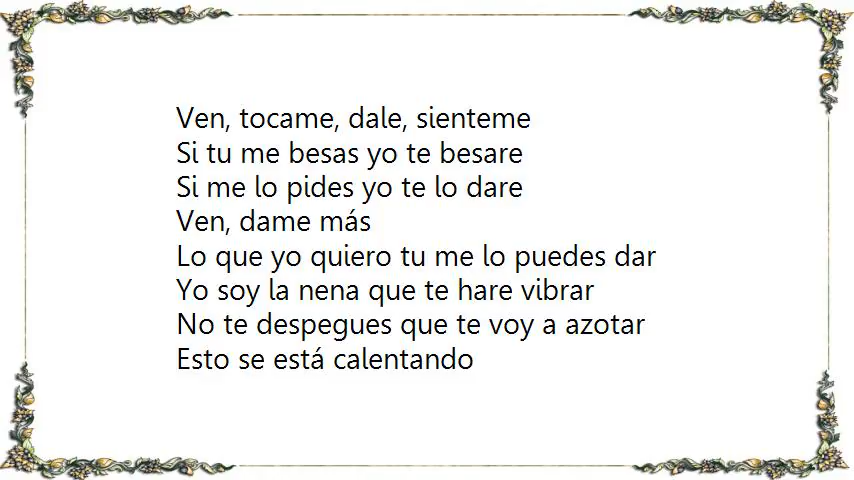 Ven, tocame, dale, sienteme
Si tu me besas yo te besare
Si me lo pides yo te lo dare
Ven, dame más
Lo que yo quiero tu me lo puedes dar
Yo soy la nena que te hare vibrar
No te despegues que te voy a azotar
Esto se está calentando